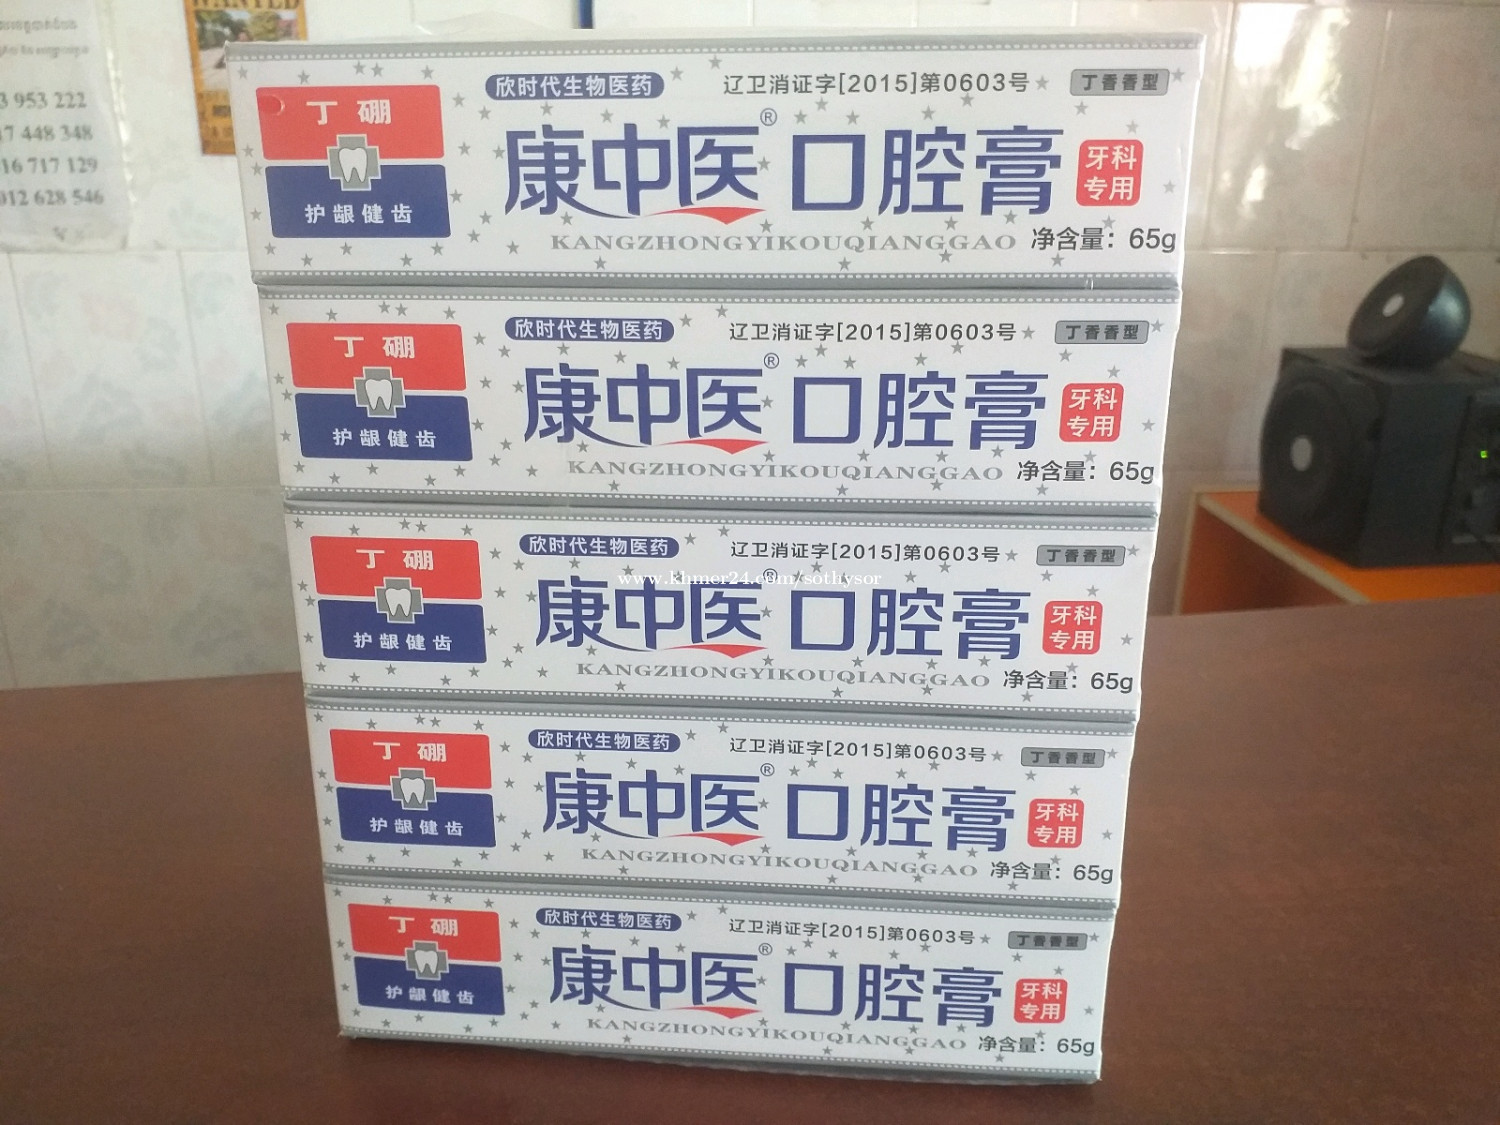 WANTED
3 953 222
17 448 348
16 717 129
012 628 546
丁 硼
护 龈 健 齿
欣时代生物医药
辽卫消证字[2015]第0603号
丁香香型
康中医® 口腔膏
牙科
专用
KANGZHONGYIKOUQIANGGAO
净含量：65g
丁 硼
护 龈 健 齿
欣时代生物医药
辽卫消证字[2015]第0603号
丁香香型
康中医® 口腔膏
牙科
专用
KANGZHONGYIKOUQIANGGAO
净含量：65g
丁 硼
护 龈 健 齿
欣时代生物医药
辽卫消证字[2015]第0603号
丁香香型
www.khmer24.com/sothysor
康中医® 口腔膏
牙科
专用
KANGZHONGYIKOUQIANGGAO
净含量：65g
丁 硼
护 龈 健 齿
欣时代生物医药
辽卫消证字[2015]第0603号
丁香香型
康中医® 口腔膏
牙科
专用
KANGZHONGYIKOUQIANGGAO
净含量：65g
丁 硼
护 龈 健 齿
欣时代生物医药
辽卫消证字[2015]第0603号
丁香香型
康中医® 口腔膏
牙科
专用
KANGZHONGYIKOUQIANGGAO
净含量：65g